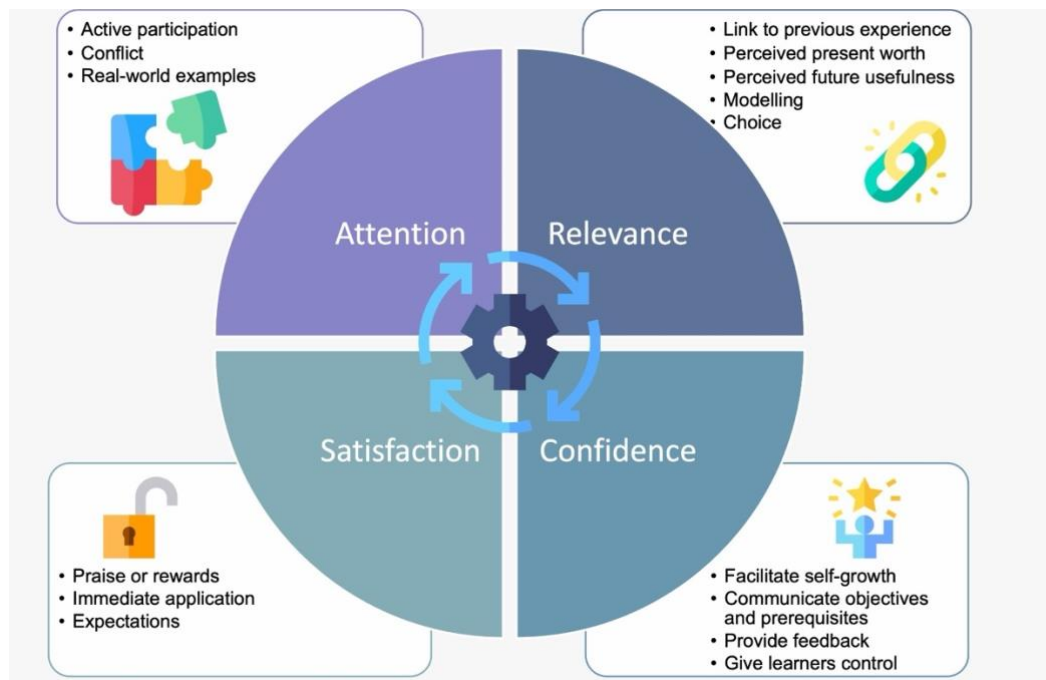 • Active participation
• Conflict
• Real-world examples
• Link to previous experience
• Perceived present worth
• Perceived future usefulness
• Modelling
• Choice
Attention
Relevance
Satisfaction
Confidence
• Praise or rewards
• Immediate application
• Expectations
• Facilitate self-growth
• Communicate objectives
and prerequisites
• Provide feedback
• Give learners control